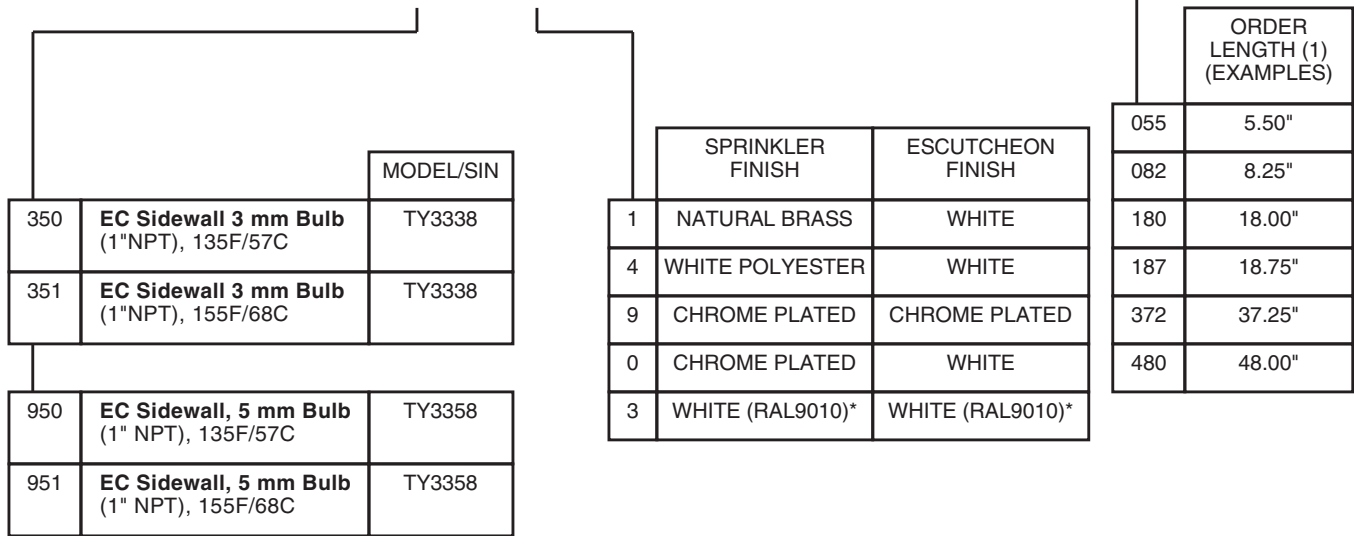 MODEL/SIN
350 EC Sidewall 3 mm Bulb TY3338
(1"NPT), 135F/57C
351 EC Sidewall 3 mm Bulb TY3338
(1"NPT), 155F/68C
950 EC Sidewall, 5 mm Bulb TY3358
(1" NPT), 135F/57C
951 EC Sidewall, 5 mm Bulb TY3358
(1" NPT), 155F/68C
SPRINKLER ESCUTCHEON
FINISH FINISH
1 NATURAL BRASS WHITE
4 WHITE POLYESTER WHITE
9 CHROME PLATED CHROME PLATED
0 CHROME PLATED WHITE
3 WHITE (RAL9010)* WHITE (RAL9010)*
ORDER
LENGTH (1)
(EXAMPLES)
055 5.50"
082 8.25"
180 18.00"
187 18.75"
372 37.25"
480 48.00"